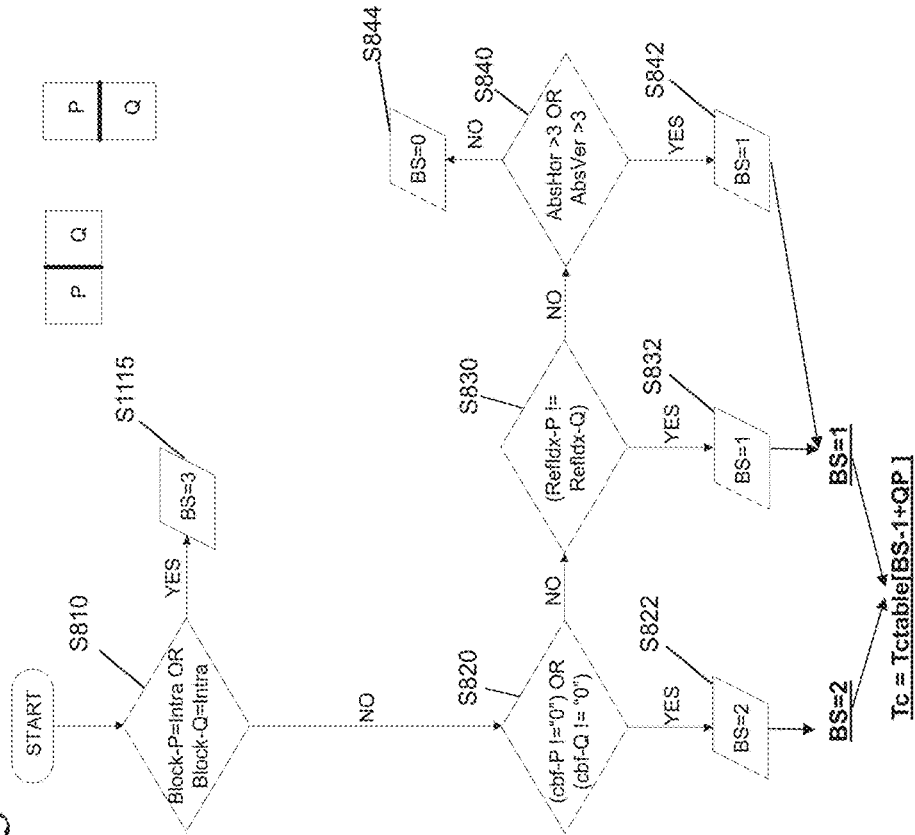 START
S810
Block-P=Intra OR
Block-Q=Intra
YES
BS=3
S1115
P
Q
P
Q
NO
S820
(cbf-P !="0") OR
(cbf-Q != "0")
NO
YES
S822
BS=2
S830
(RefIdx-P !=
RefIdx-Q)
NO
YES
S832
BS=1
S840
AbsHor >3 OR
AbsVer >3
NO
S844
BS=0
YES
S842
BS=1
BS=2
BS=1
Tc = Tctable[BS-1+QP ]